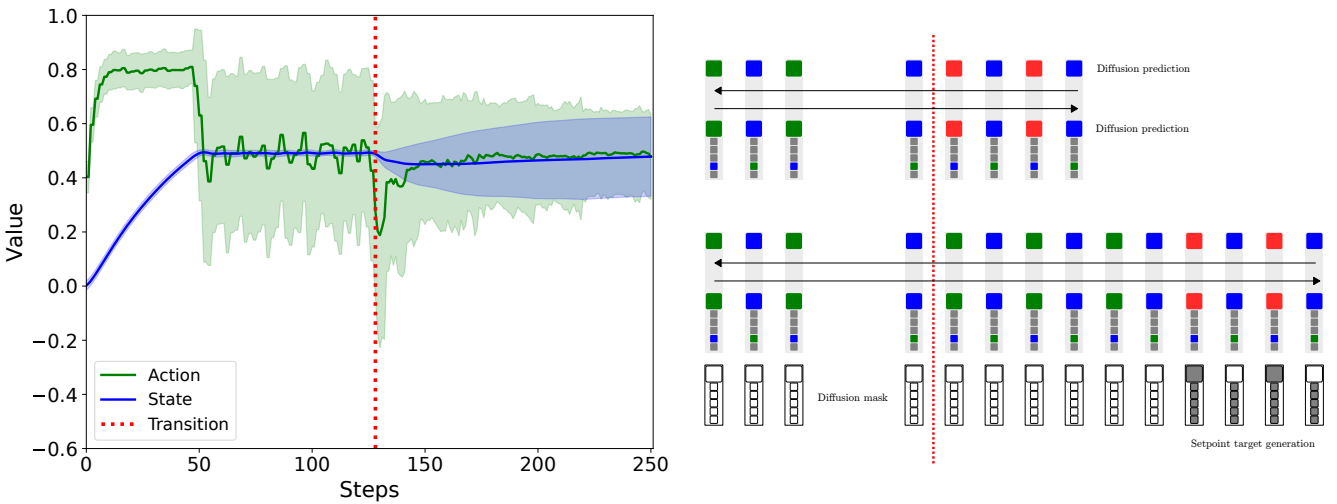 1.0
0.8
0.6
0.4
0.2
0.0
−0.2
−0.4
−0.6
Value
0
50
100
150
200
250
Steps
Action
State
Transition
Diffusion prediction
Diffusion prediction
Diffusion mask
Setpoint target generation